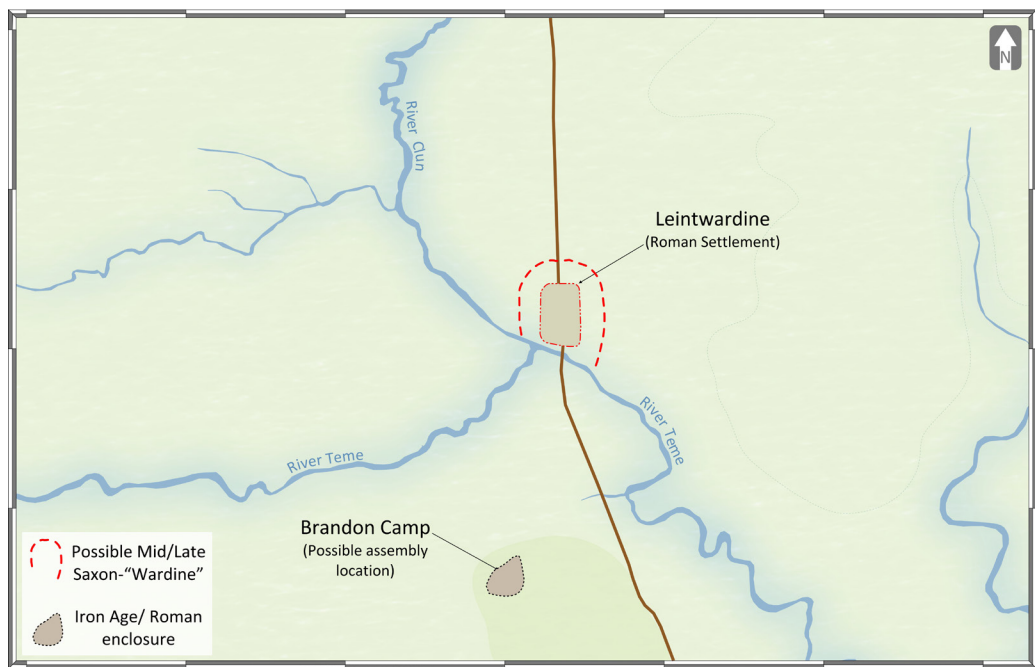 N
River Clun
Leintwardine
(Roman Settlement)
River Teme
River Teme
Brandon Camp
(Possible assembly
location)
Possible Mid/Late
Saxon-“Wardine”
Iron Age/ Roman
enclosure